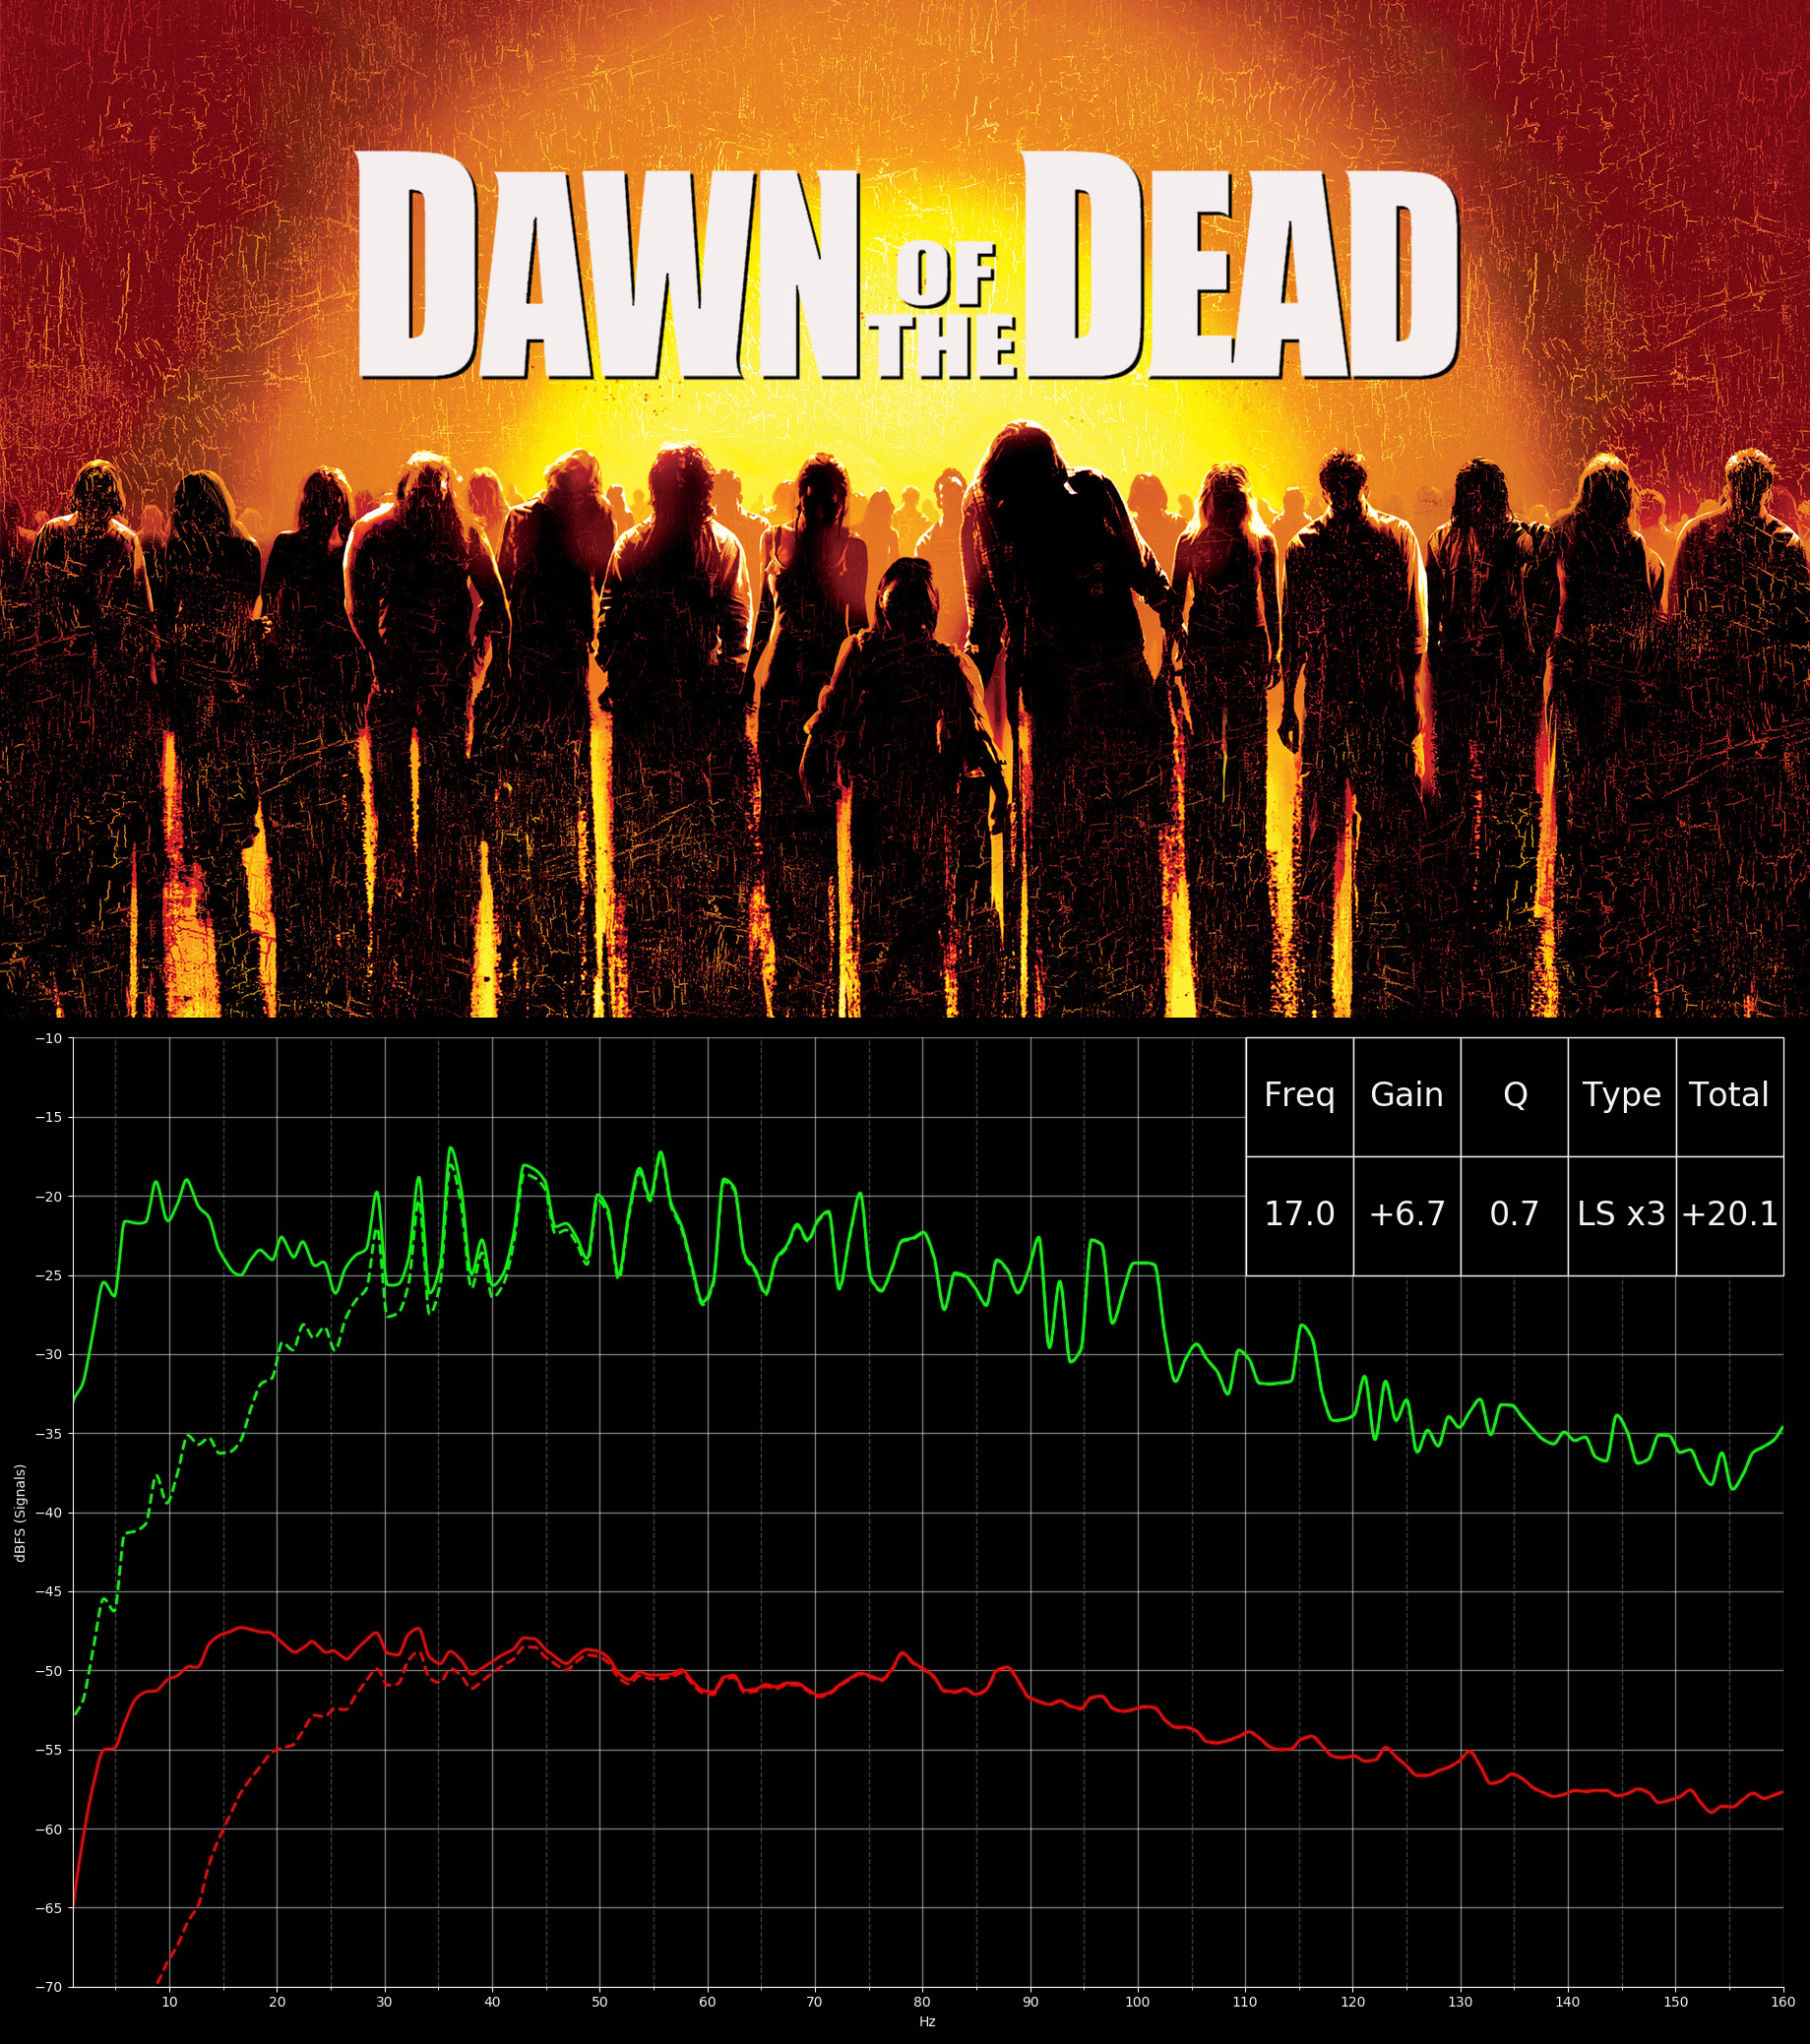 DAWN OF THE DEAD
Freq Gain Q Type Total
17.0 +6.7 0.7 LS x3 +20.1
−10
−15
−20
−25
−30
−35
−40
−45
−50
−55
−60
−65
−70
dBFS (Signals)
10 20 30 40 50 60 70 80 90 100 110 120 130 140 150 160
Hz